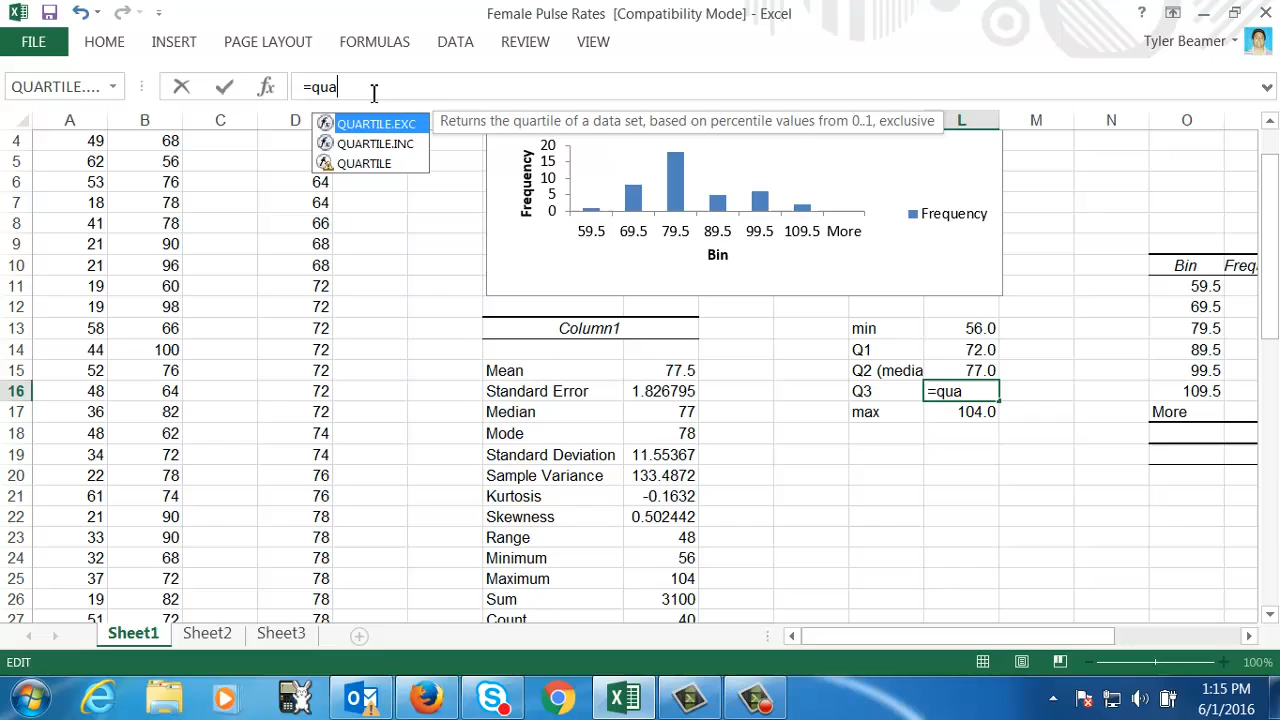 Female Pulse Rates [Compatibility Mode] - Excel
?
FILE HOME INSERT PAGE LAYOUT FORMULAS DATA REVIEW VIEW Tyler Beamer
QUARTILE.... fx =qua
QUARTILE.EXC
QUARTILE.INC
QUARTILE
Returns the quartile of a data set, based on percentile values from 0..1, exclusive
A B C D L M N O
4 49 68
5 62 56
6 53 76 64
7 18 78 64
8 41 78 66
9 21 90 68
10 21 96 68 Bin Freq
11 19 60 72 59.5
12 19 98 72 69.5
13 58 66 72 Column1 min 56.0 79.5
14 44 100 72 Q1 72.0 89.5
15 52 76 72 Mean 77.5 Q2 (media 77.0 99.5
16 48 64 72 Standard Error 1.826795 Q3 =qua 109.5
17 36 82 72 Median 77 max 104.0 More
18 48 62 74 Mode 78
19 34 72 74 Standard Deviation 11.55367
20 22 78 76 Sample Variance 133.4872
21 61 74 76 Kurtosis -0.1632
22 21 90 78 Skewness 0.502442
23 33 90 78 Range 48
24 32 68 78 Minimum 56
25 37 72 78 Maximum 104
26 19 82 78 Sum 3100
27 51 72 78 Count 40
Frequency
20
15
10
5
0
59.5 69.5 79.5 89.5 99.5 109.5 More
Bin
Frequency
Sheet1 Sheet2 Sheet3
EDIT 100%
1:15 PM
6/1/2016